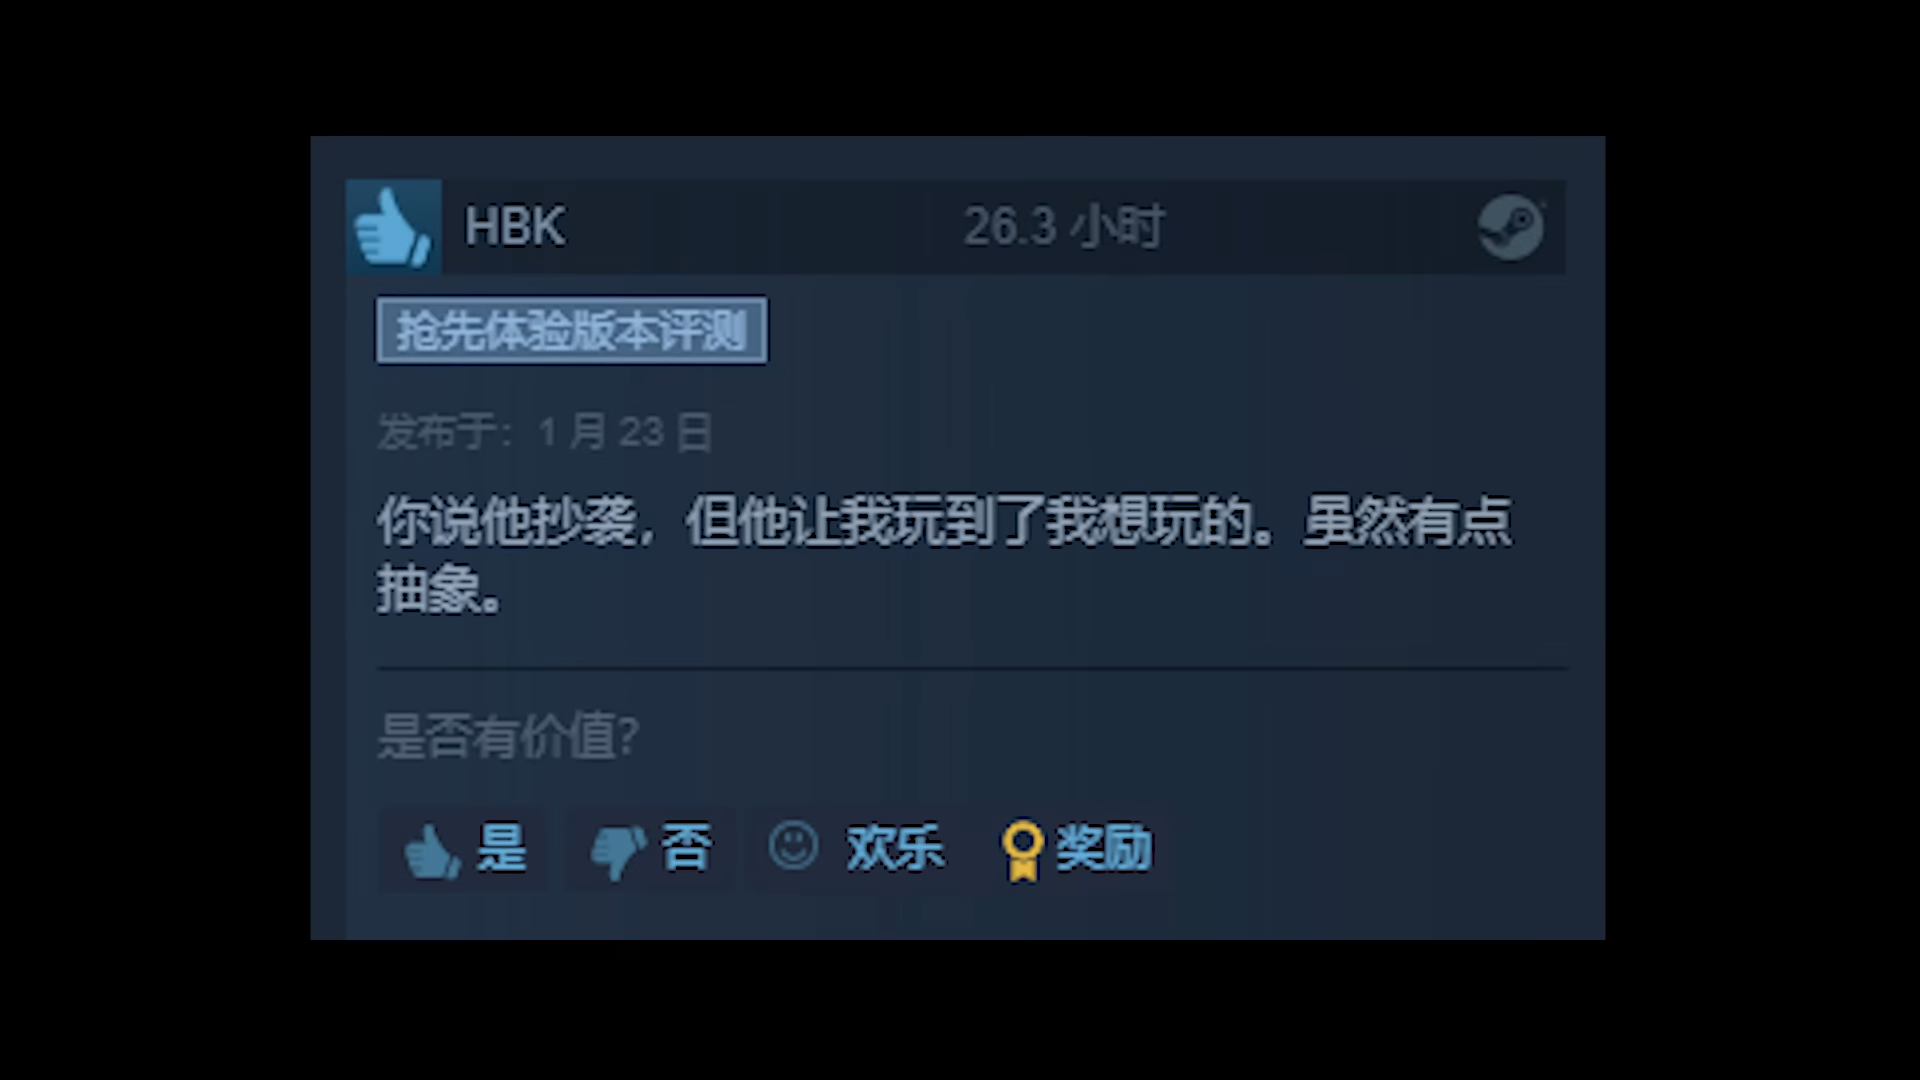 HBK 26.3 小时
抢先体验版本评测
发布于：1 月 23 日
你说他抄袭，但他让我玩到了我想玩的。虽然有点
抽象。
是否有价值？
是 否 欢乐 奖励